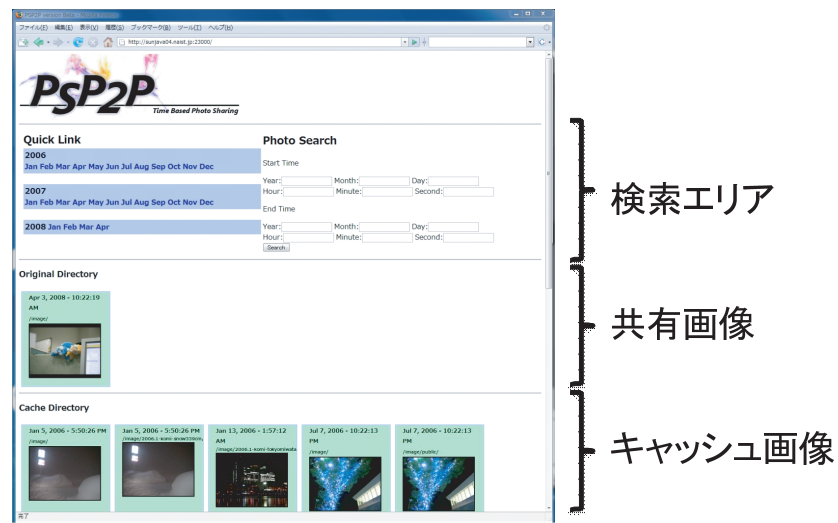 PSP2P version Beta - Mozilla Firefox
ファイル(F) 編集(E) 表示(V) 履歴(S) ブックマーク(B) ツール(T) ヘルプ(H)
http://sunjava04.naist.jp:23000/
PSP2P
Time Based Photo Sharing
Quick Link
2006
Jan Feb Mar Apr May Jun Jul Aug Sep Oct Nov Dec
2007
Jan Feb Mar Apr May Jun Jul Aug Sep Oct Nov Dec
2008 Jan Feb Mar Apr
Photo Search
Start Time
Year: Month: Day:
Hour: Minute: Second:
End Time
Year: Month: Day:
Hour: Minute: Second:
Search
検索エリア
Original Directory
Apr 3, 2008 - 10:22:19
AM
/image/
共有画像
Cache Directory
Jan 5, 2006 - 5:50:26 PM
/image/
Jan 5, 2006 - 5:50:26 PM
Jan 13, 2006 - 1:57:12
AM
Jul 7, 2006 - 10:22:13
PM
/image/
Jul 7, 2006 - 10:22:13
PM
/image/public/
キャッシュ画像
完了